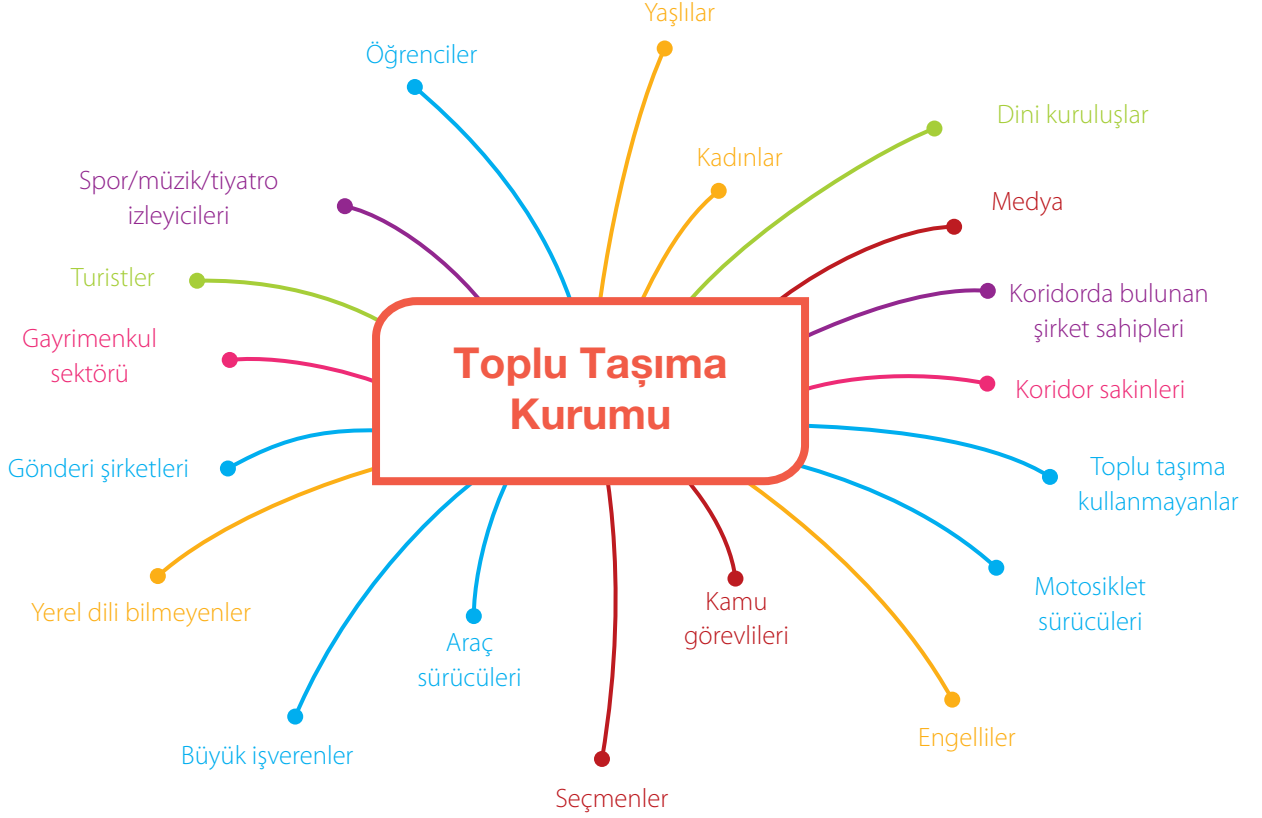 Yaşlılar
Öğrenciler
Dini kuruluşlar
Kadınlar
Spor/müzik/tiyatro
izleyicileri
Medya
Turistler
Koridorda bulunan
şirket sahipleri
Gayrimenkul
sektörü
Toplu Taşıma
Kurumu
Koridor sakinleri
Gönderi şirketleri
Toplu taşıma
kullanmayanlar
Yerel dili bilmeyenler
Motosiklet
sürücüleri
Kamu
görevlileri
Araç
sürücüleri
Engelliler
Büyük işverenler
Seçmenler